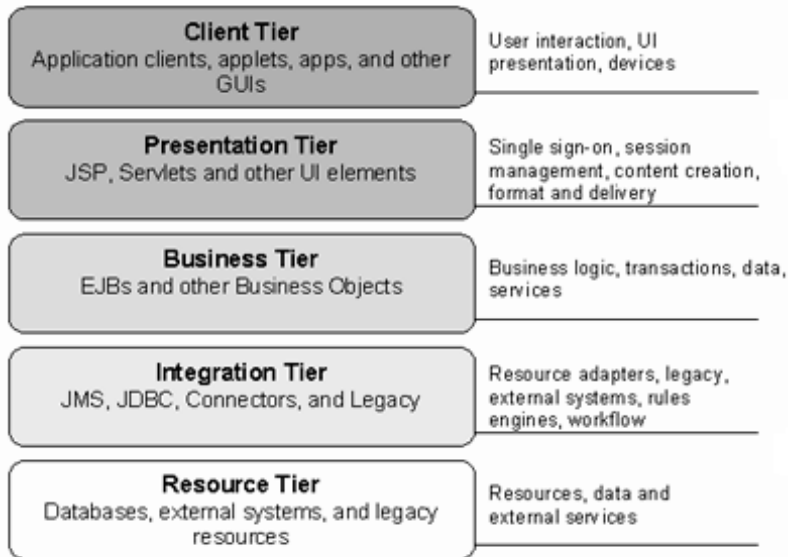 Client Tier
Application clients, applets, apps, and other
GUIs
User interaction, UI
presentation, devices
Presentation Tier
JSP, Servlets and other UI elements
Single sign-on, session
management, content creation,
format and delivery
Business Tier
EJBs and other Business Objects
Business logic, transactions, data,
services
Integration Tier
JMS, JDBC, Connectors, and Legacy
Resource adapters, legacy,
external systems, rules
engines, workflow
Resource Tier
Databases, external systems, and legacy
resources
Resources, data and
external services